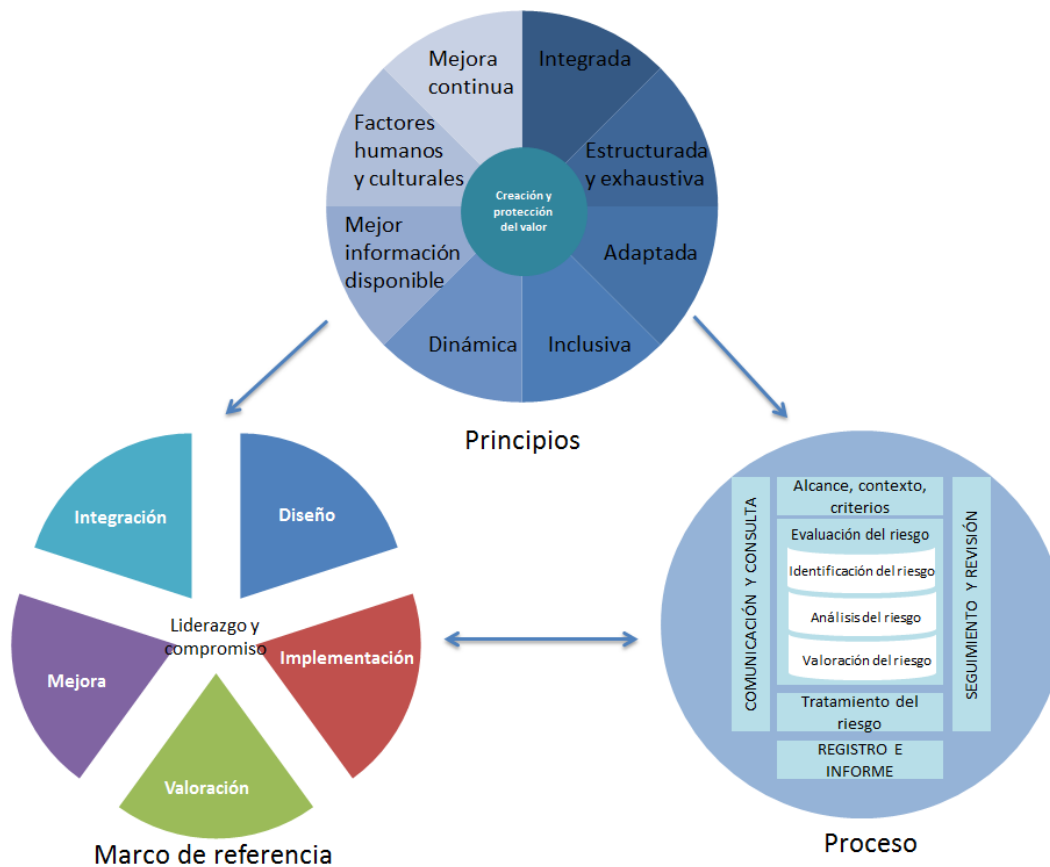 Mejora
continua
Integrada
Factores
humanos
y culturales
Estructurada
y exhaustiva
Creación y
protección
del valor
Mejor
información
disponible
Adaptada
Dinámica
Inclusiva
Principios
Integración
Diseño
Liderazgo y
compromiso
Implementación
Mejora
Valoración
Marco de referencia
COMUNICACIÓN Y CONSULTA
Alcance, contexto,
criterios
Evaluación del riesgo
Identificación del riesgo
Análisis del riesgo
Valoración del riesgo
Tratamiento del
riesgo
REGISTRO E
INFORME
SEGUIMIENTO Y REVISIÓN
Proceso